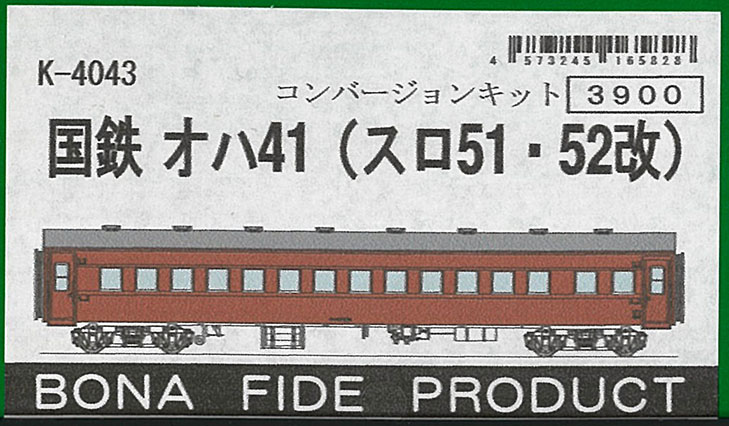 4 573245 165828
K-4043
コンバージョンキット 3900
国鉄 オハ41（スロ51・52改）
BONA FIDE PRODUCT